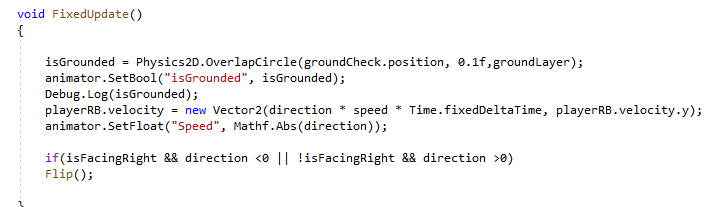 void FixedUpdate()
{
isGrounded = Physics2D.OverlapCircle(groundCheck.position, 0.1f,groundLayer);
animator.SetBool("isGrounded", isGrounded);
Debug.Log(isGrounded);
playerRB.velocity = new Vector2(direction * speed * Time.fixedDeltaTime, playerRB.velocity.y);
animator.SetFloat("Speed", Mathf.Abs(direction));
if(isFacingRight && direction <0 || !isFacingRight && direction >0)
Flip();
}